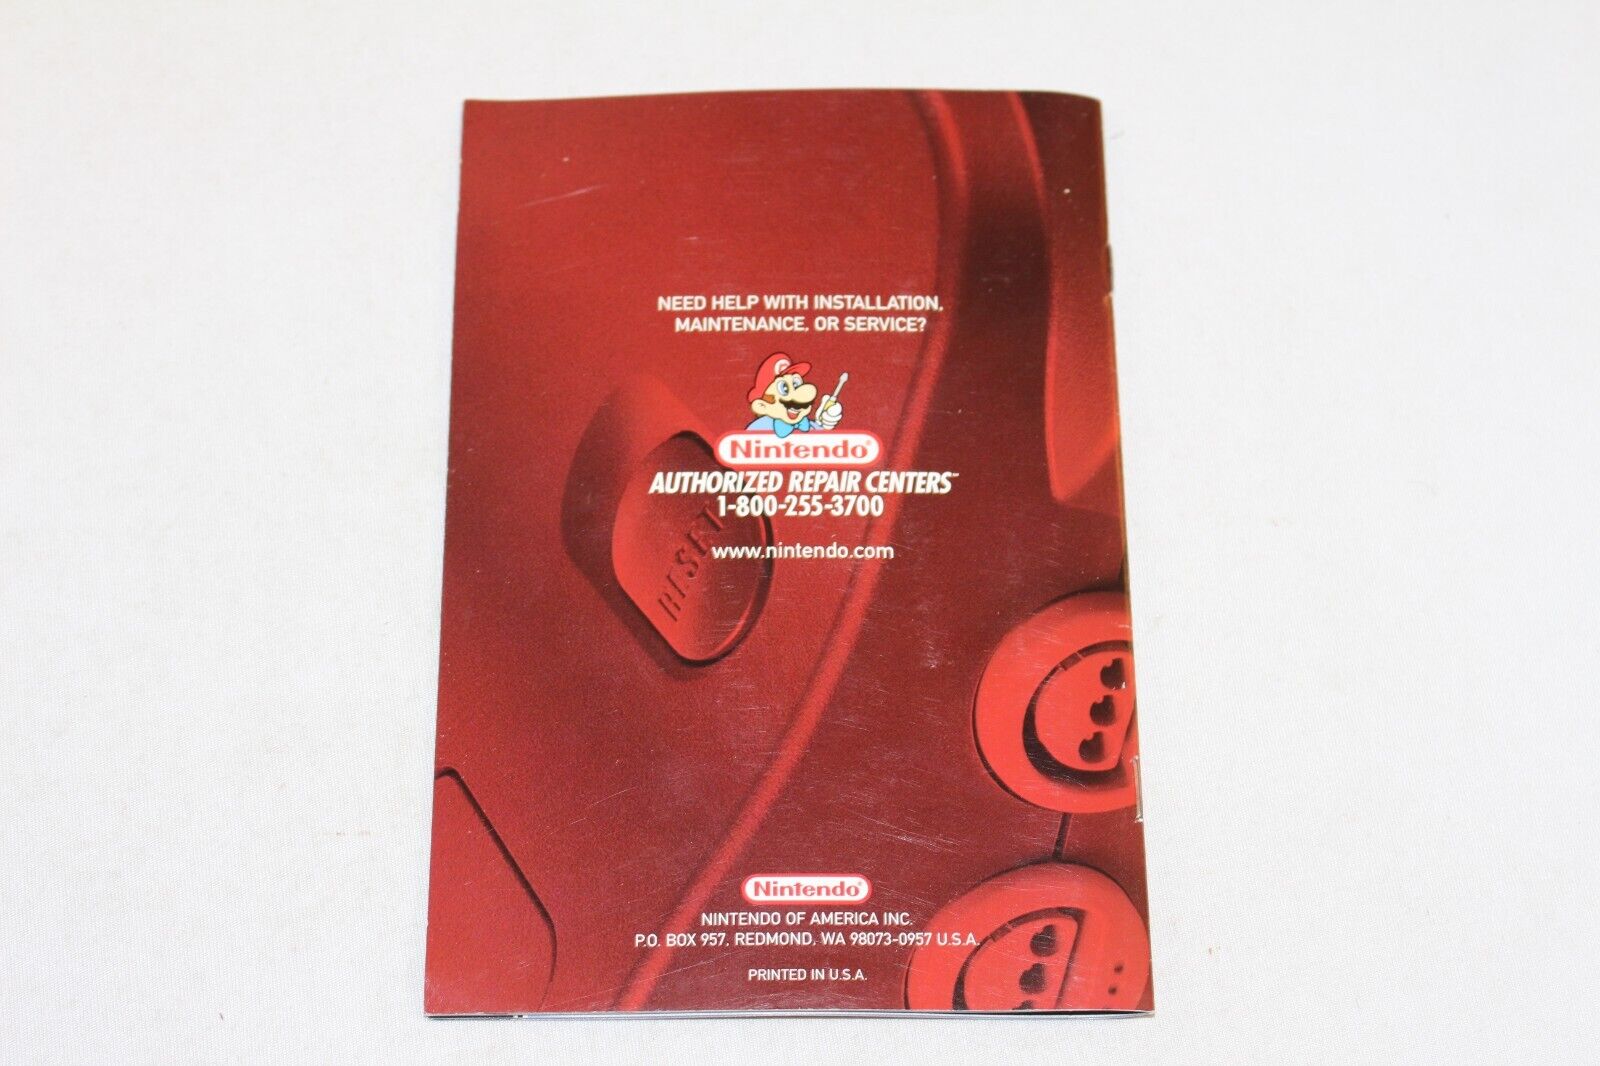 NEED HELP WITH INSTALLATION,
MAINTENANCE, OR SERVICE?
Nintendo®
AUTHORIZED REPAIR CENTERS℠
1-800-255-3700
www.nintendo.com
RESET
Nintendo®
NINTENDO OF AMERICA INC.
P.O. BOX 957, REDMOND, WA 98073-0957 U.S.A.
PRINTED IN U.S.A.